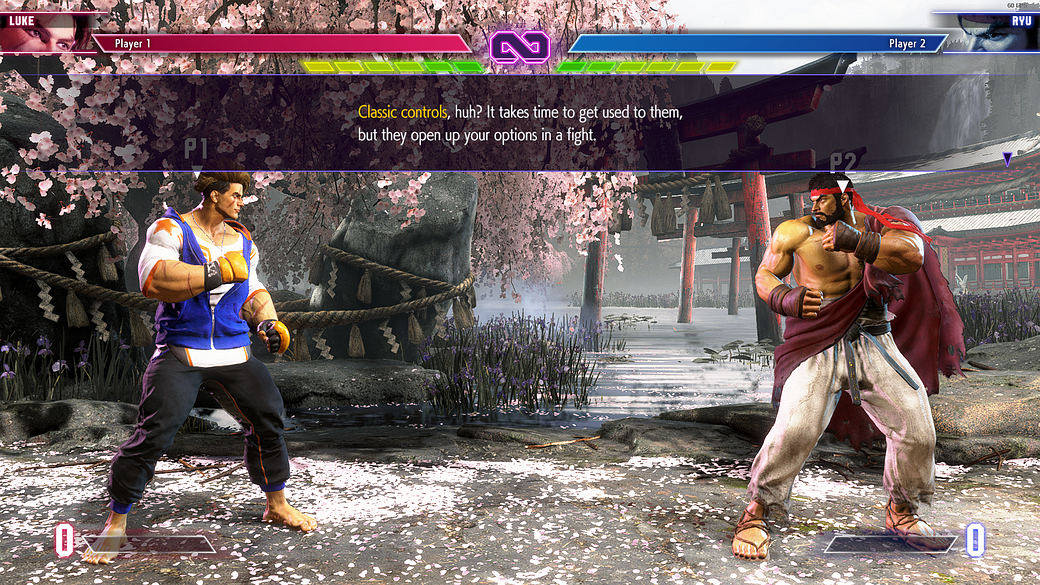 LUKE
RYU
Player 1
Player 2
Classic controls, huh? It takes time to get used to them,
but they open up your options in a fight.
P1
P2
0
0